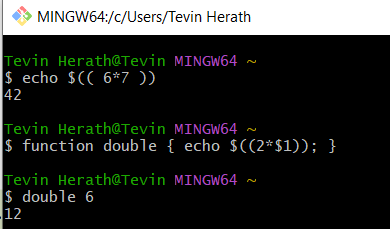 MINGW64:/c/Users/Tevin Herath
Tevin Herath@Tevin MINGW64 ~
$ echo $(( 6*7 ))
42
Tevin Herath@Tevin MINGW64 ~
$ function double { echo $((2*$1)); }
Tevin Herath@Tevin MINGW64 ~
$ double 6
12